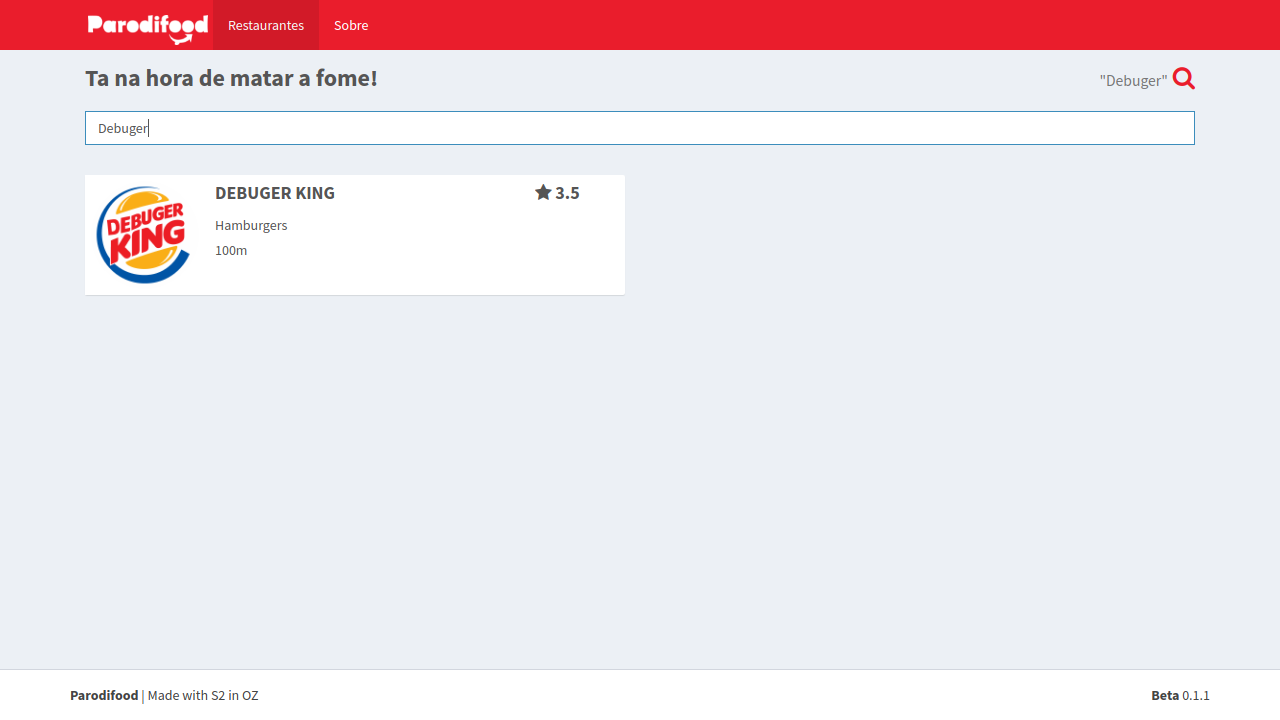 Parodifood Restaurantes Sobre
Ta na hora de matar a fome! "Debuger"
Debuger
DEBUGER KING
DEBUGER KING 3.5
Hamburgers
100m
Parodifood | Made with S2 in OZ Beta 0.1.1